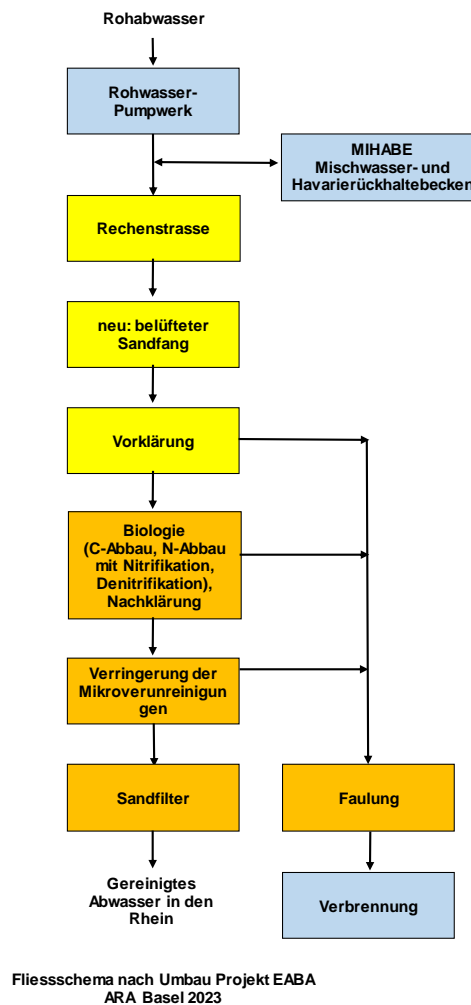 Rohabwasser
Rohwasser-
Pumpwerk
MIHABE
Mischwasser- und
Havarierückhaltebecken
Rechenstrasse
neu: belüfteter
Sandfang
Vorklärung
Biologie
(C-Abbau, N-Abbau
mit Nitrifikation,
Denitrifikation),
Nachklärung
Verringerung der
Mikroverunreinigun
gen
Sandfilter
Faulung
Gereinigtes
Abwasser in den
Rhein
Verbrennung
Fliessschema nach Umbau Projekt EABA
ARA Basel 2023